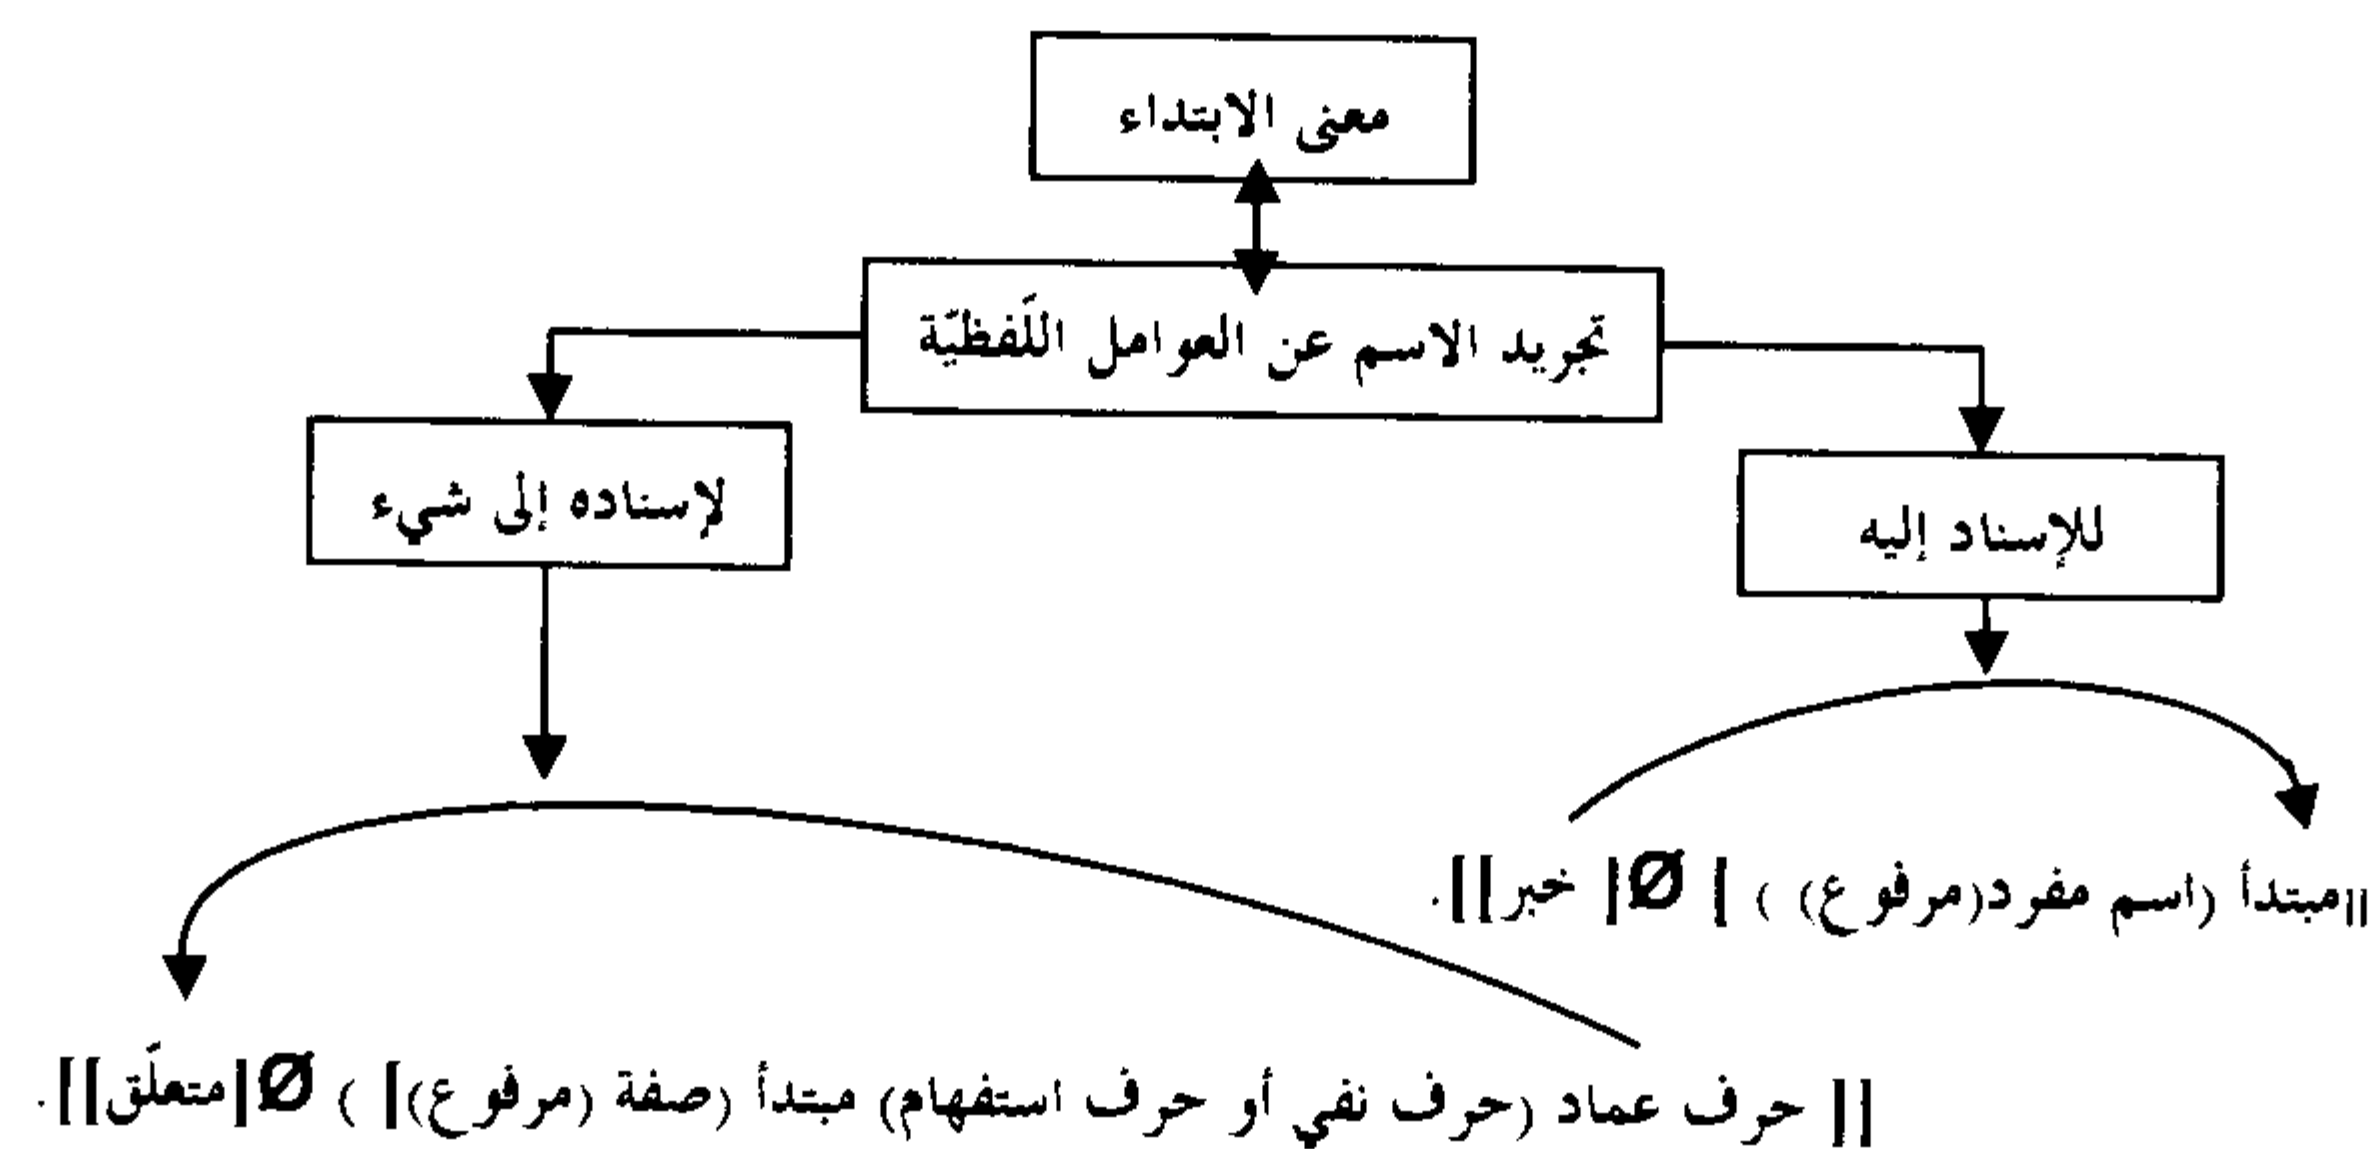 معنى الابتداء
تجريد الاسم عن العوامل اللّفظيّة
للإسناد إليه
لإسناده إلى شيء
||مبتدأ (اسم مفرد(مرفوع) ) ] Ø| خبر]].
[[ حرف عماد (حرف نفي أو حرف استفهام) مبتدأ (صفة (مرفوع)] ) Ø|متعلّق]].